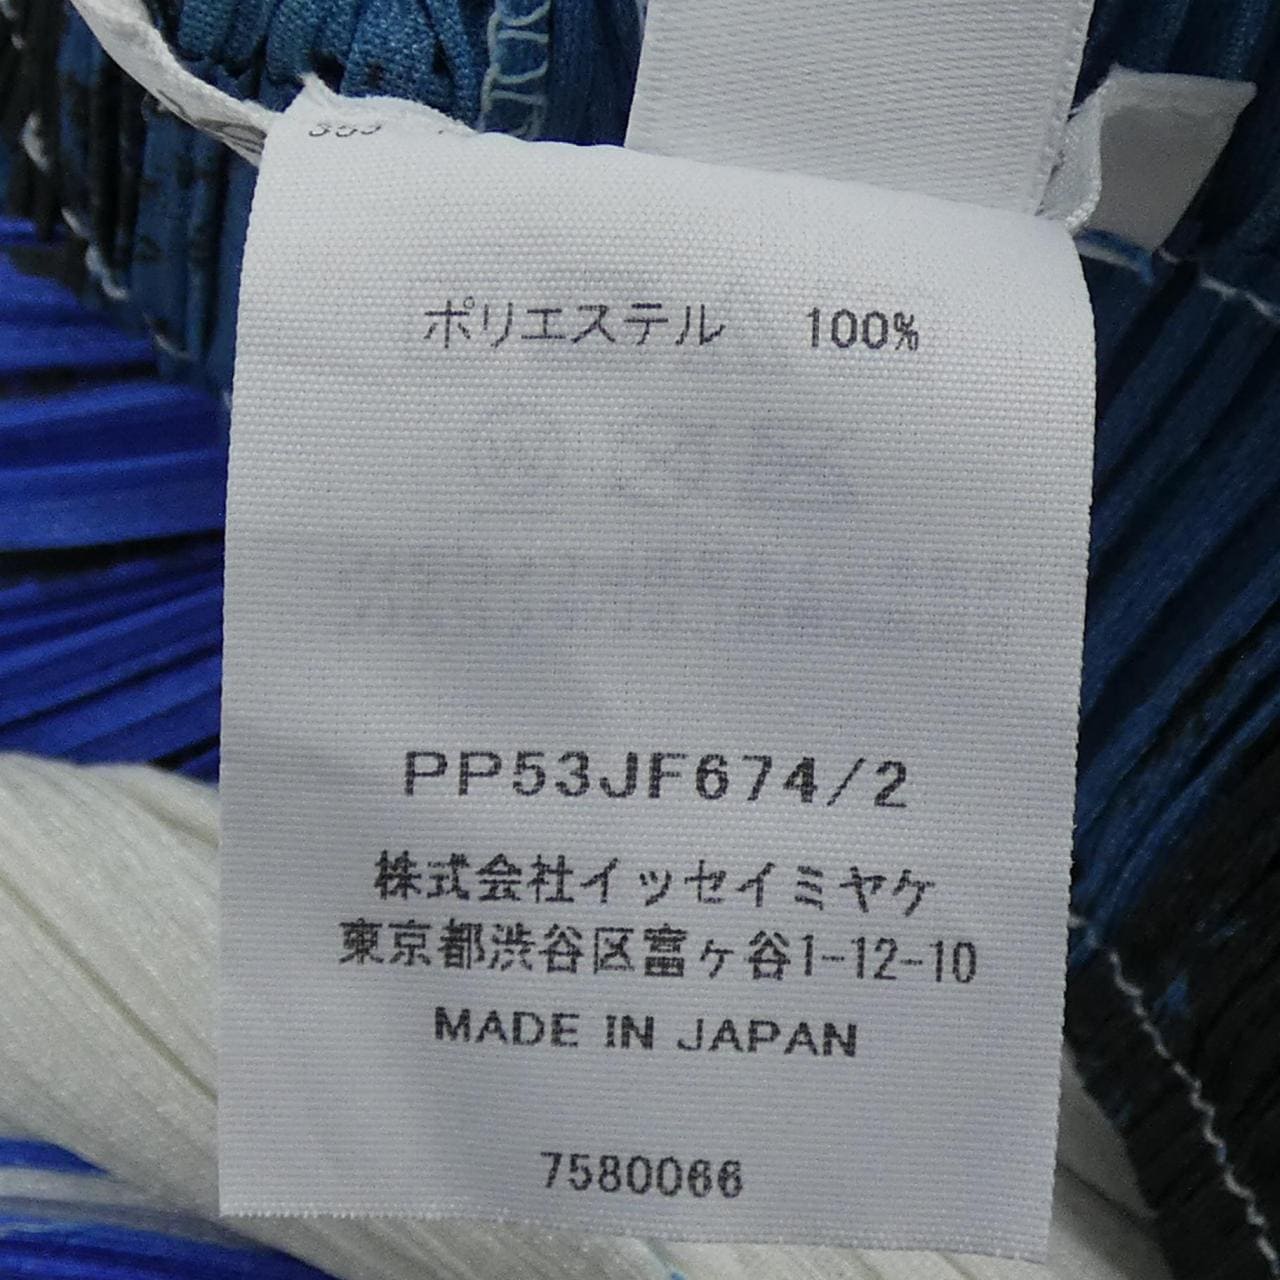 ポリエステル 100%
PP53JF674/2
株式会社イッセイミヤケ
東京都渋谷区富ヶ谷1-12-10
MADE IN JAPAN
7580066